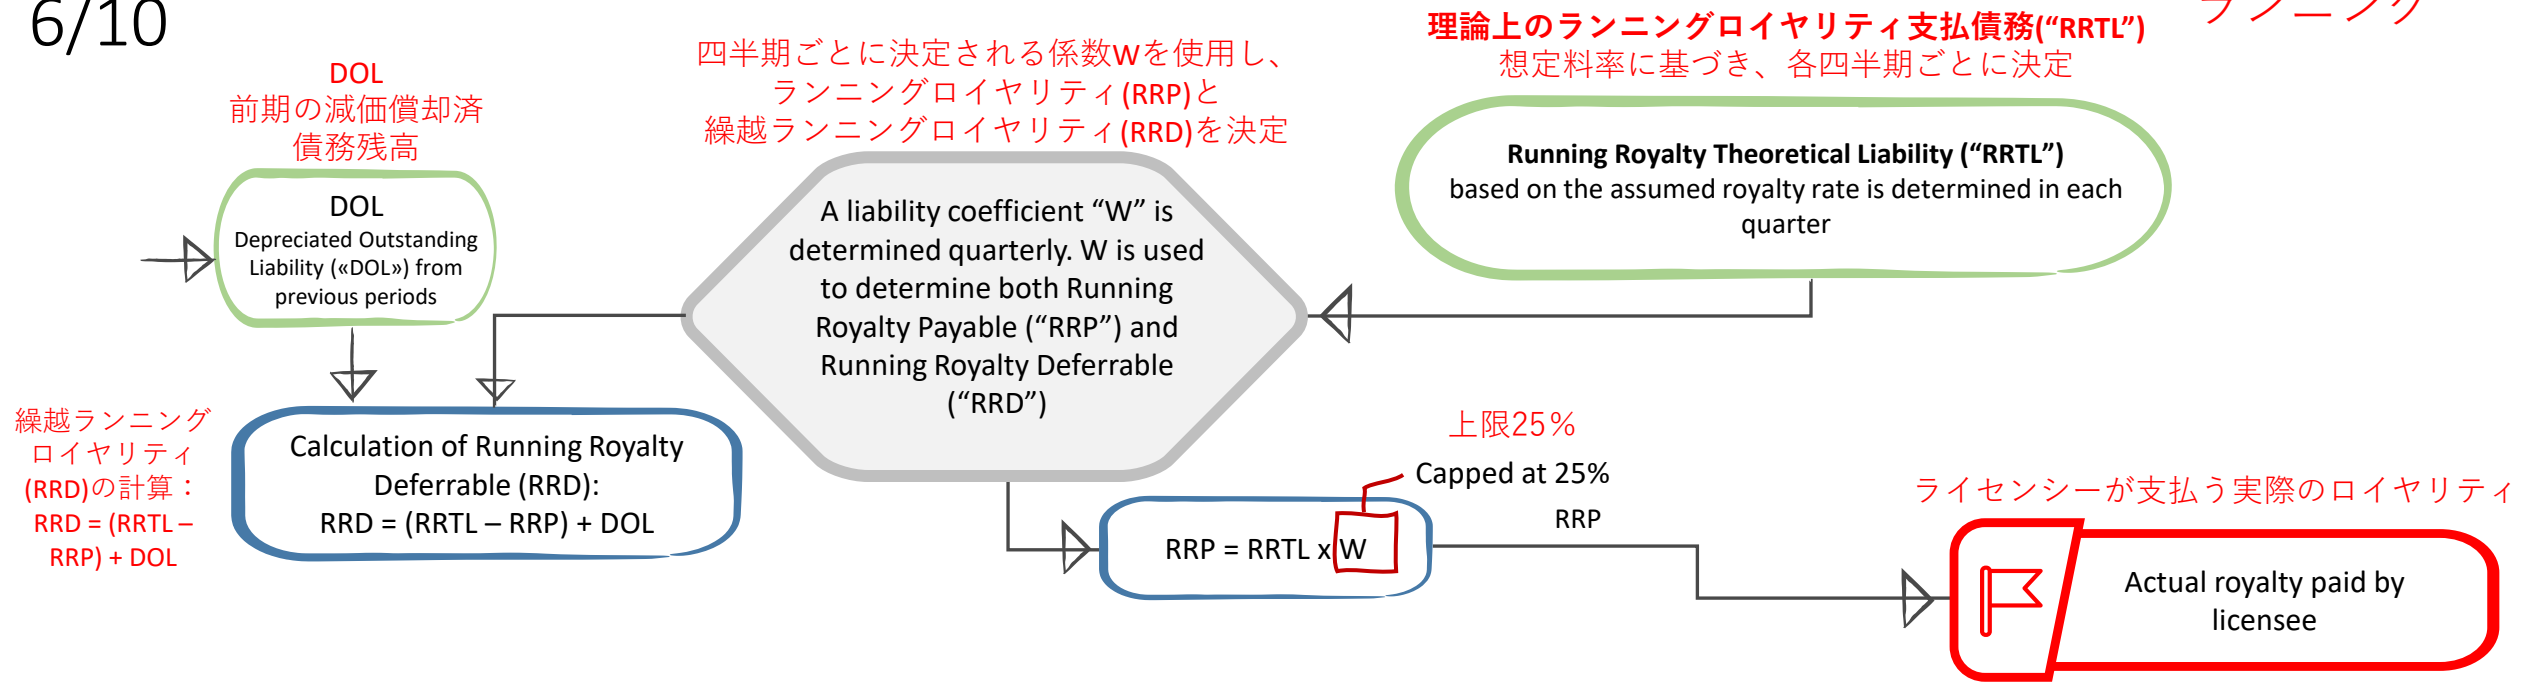 6/10
ランニング
理論上のランニングロイヤリティ支払債務(“RRTL”)
想定料率に基づき、各四半期ごとに決定
四半期ごとに決定される係数Wを使用し、
ランニングロイヤリティ(RRP)と
繰越ランニングロイヤリティ(RRD)を決定
DOL
前期の減価償却済
債務残高
DOL
Depreciated Outstanding
Liability («DOL») from
previous periods
A liability coefficient “W” is
determined quarterly. W is used
to determine both Running
Royalty Payable (“RRP”) and
Running Royalty Deferrable
(“RRD”)
Running Royalty Theoretical Liability (“RRTL”)
based on the assumed royalty rate is determined in each
quarter
繰越ランニング
ロイヤリティ
(RRD)の計算：
RRD = (RRTL –
RRP) + DOL
Calculation of Running Royalty
Deferrable (RRD):
RRD = (RRTL – RRP) + DOL
上限25％
Capped at 25%
RRP = RRTL x W
RRP
ライセンシーが支払う実際のロイヤリティ
Actual royalty paid by
licensee